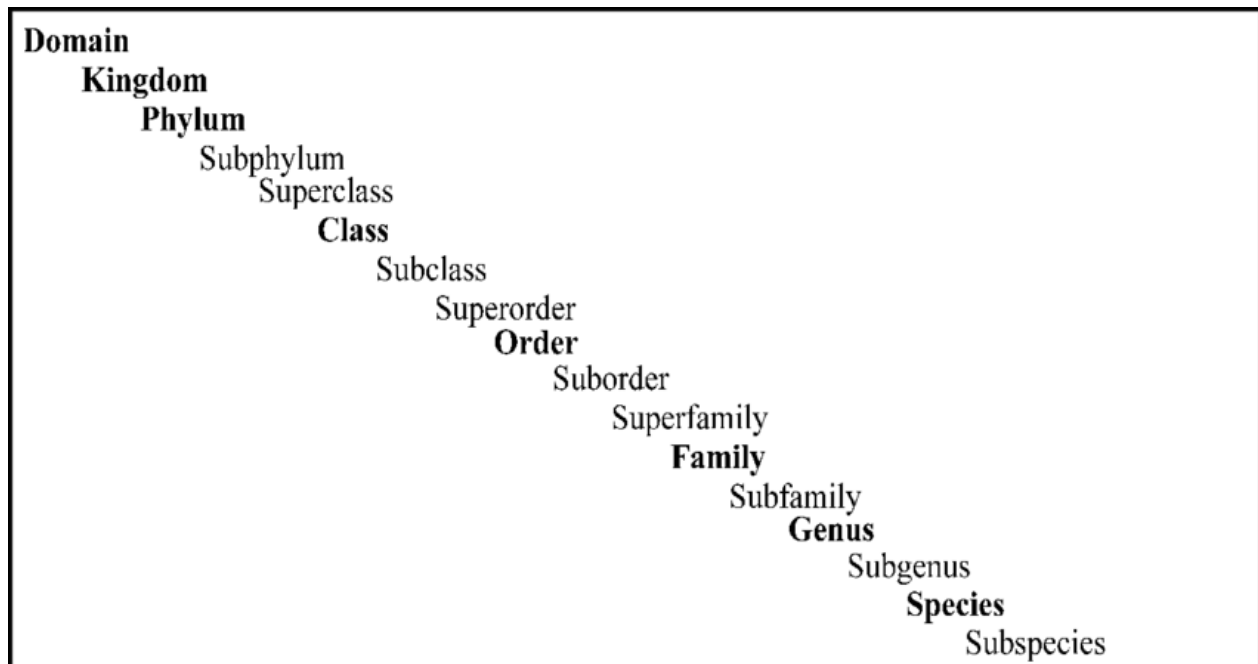 Domain
Kingdom
Phylum
Subphylum
Superclass
Class
Subclass
Superorder
Order
Suborder
Superfamily
Family
Subfamily
Genus
Subgenus
Species
Subspecies